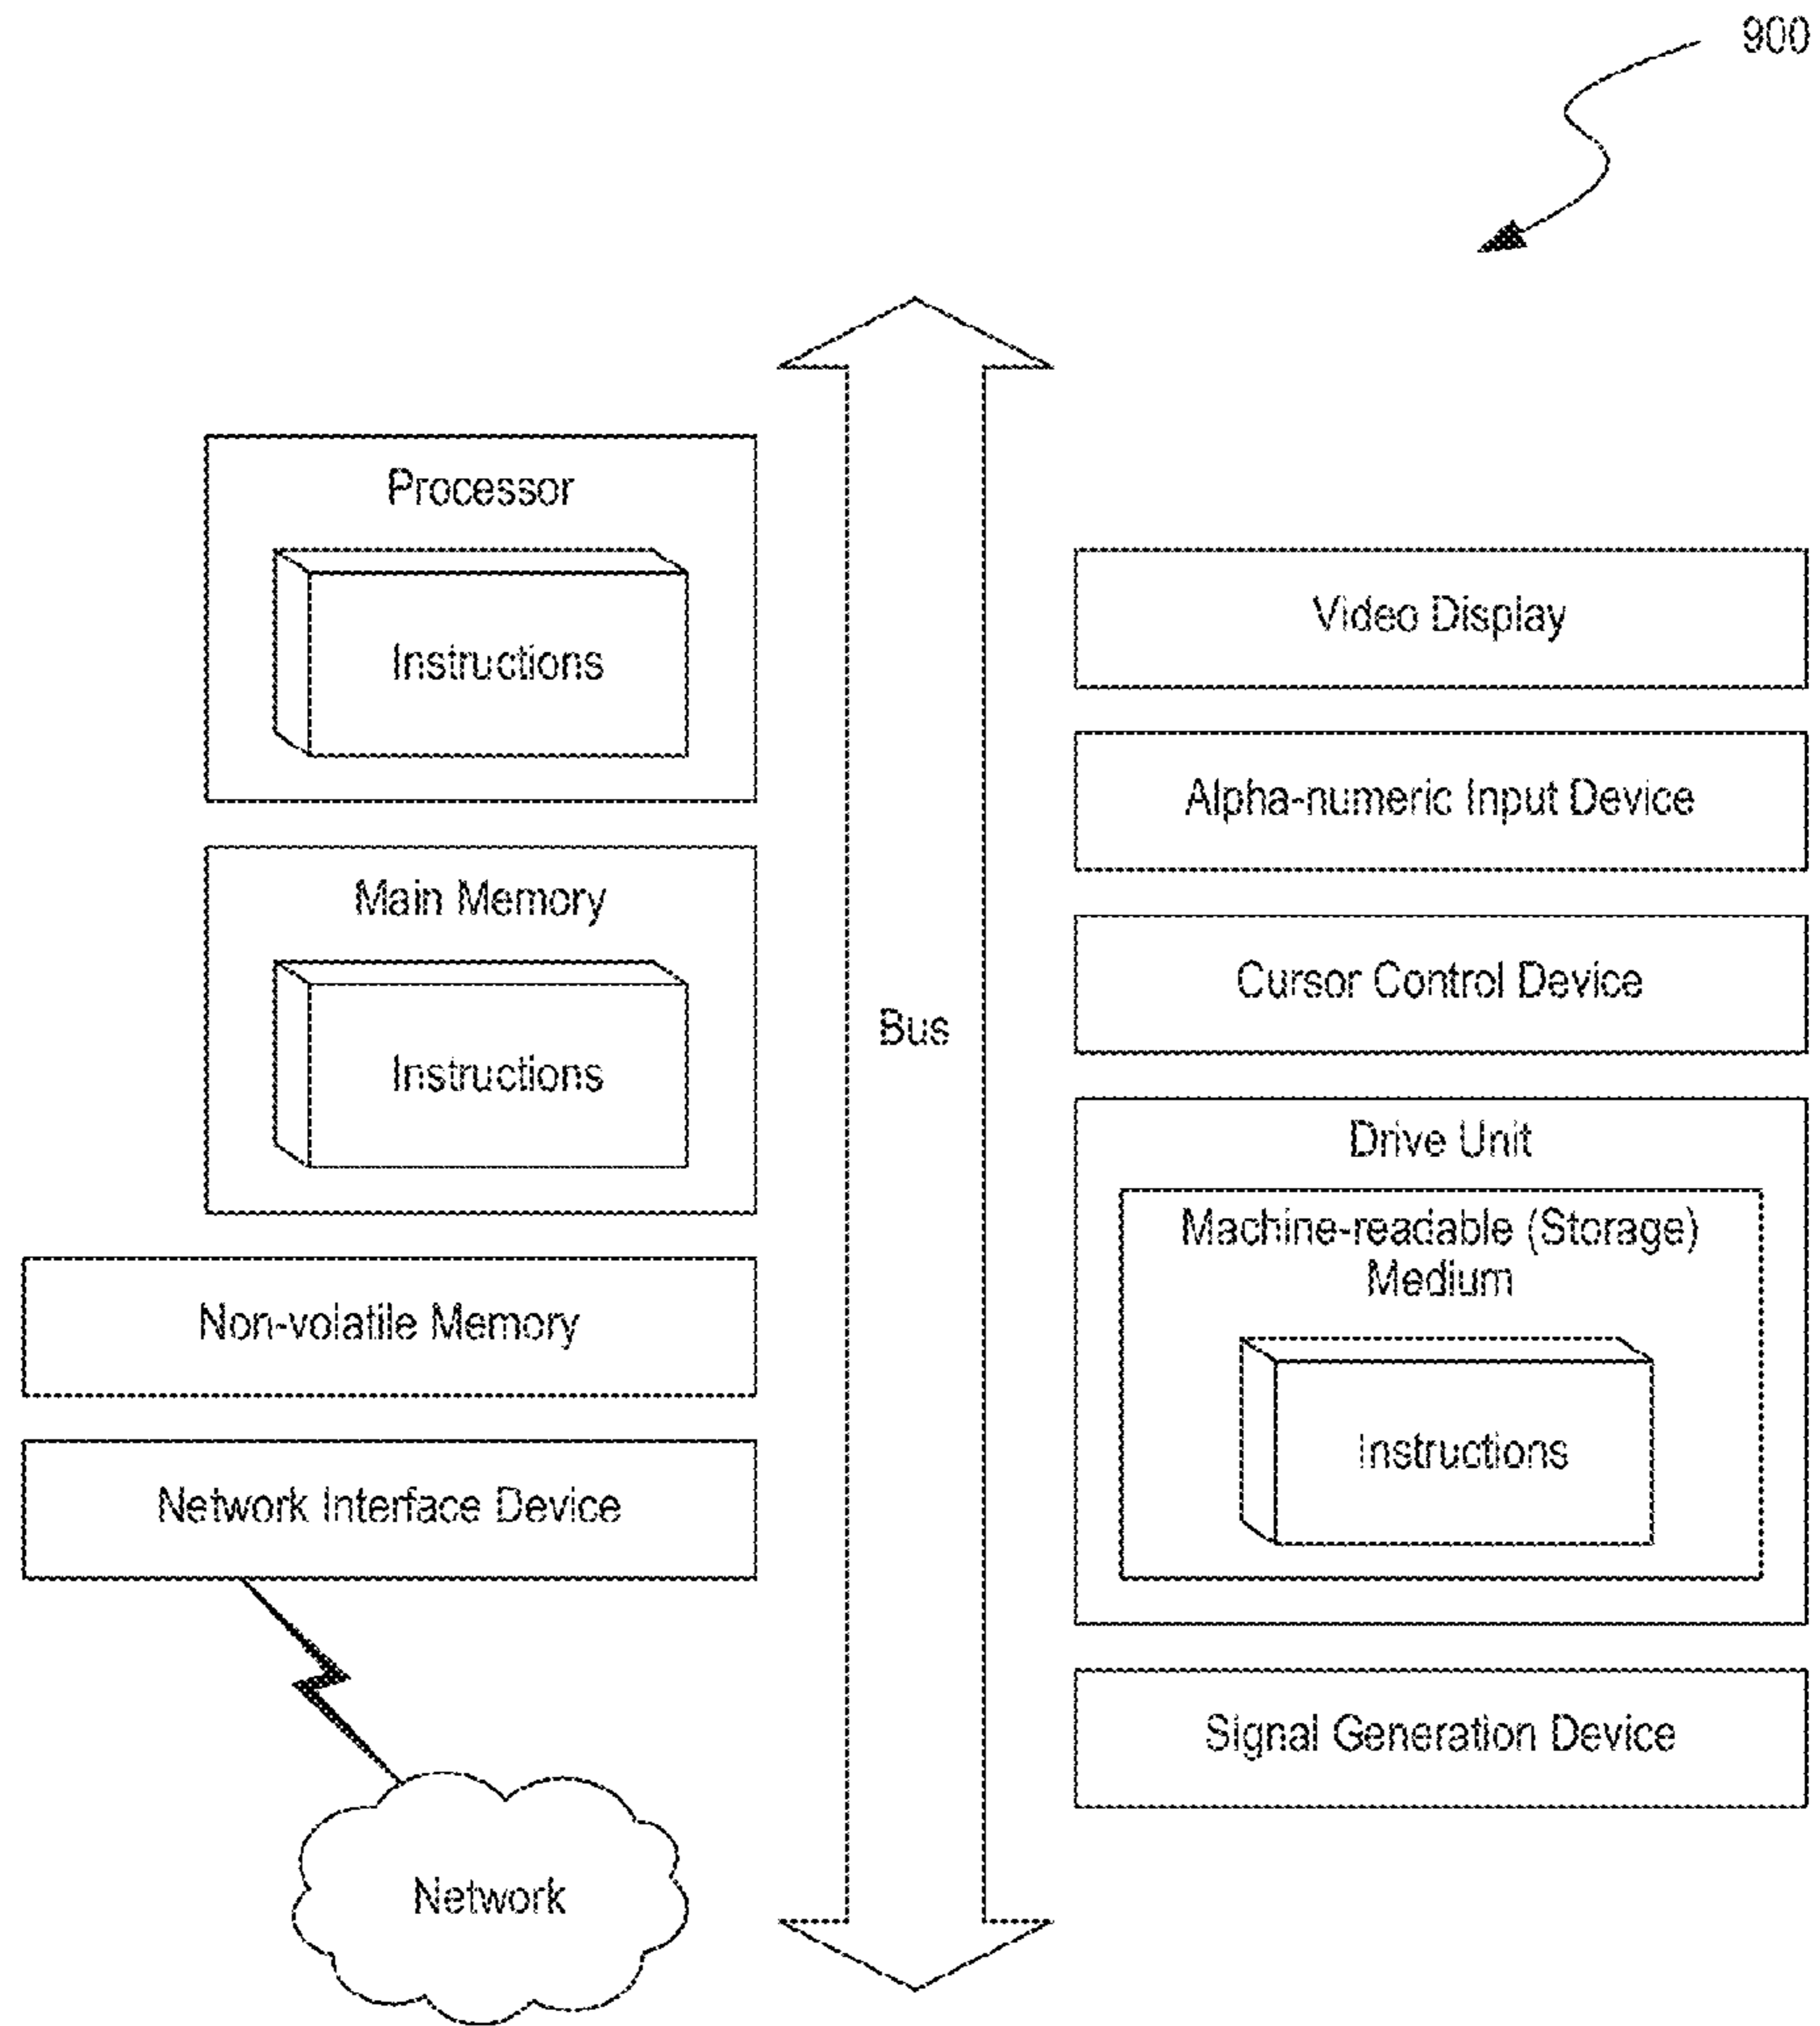 900
Processor
Instructions
Main Memory
Instructions
Non-volatile Memory
Network Interface Device
Network
Bus
Video Display
Alpha-numeric Input Device
Cursor Control Device
Drive Unit
Machine-readable (Storage)
Medium
Instructions
Signal Generation Device